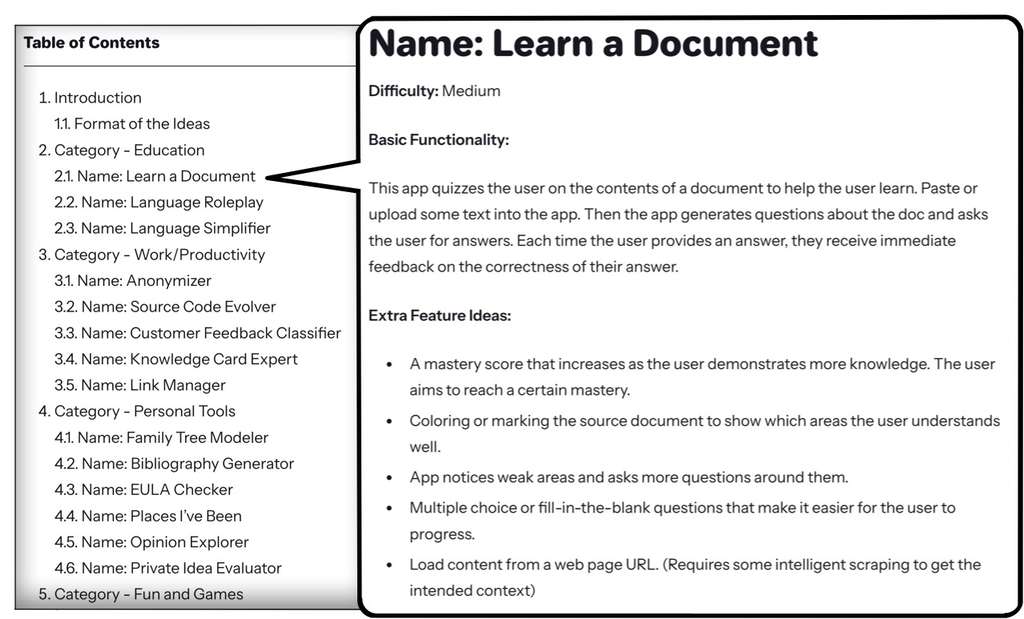 Table of Contents
1. Introduction
1.1. Format of the Ideas
2. Category - Education
2.1. Name: Learn a Document
2.2. Name: Language Roleplay
2.3. Name: Language Simplifier
3. Category - Work/Productivity
3.1. Name: Anonymizer
3.2. Name: Source Code Evolver
3.3. Name: Customer Feedback Classifier
3.4. Name: Knowledge Card Expert
3.5. Name: Link Manager
4. Category - Personal Tools
4.1. Name: Family Tree Modeler
4.2. Name: Bibliography Generator
4.3. Name: EULA Checker
4.4. Name: Places I've Been
4.5. Name: Opinion Explorer
4.6. Name: Private Idea Evaluator
5. Category - Fun and Games
Name: Learn a Document
Difficulty: Medium
Basic Functionality:
This app quizzes the user on the contents of a document to help the user learn. Paste or
upload some text into the app. Then the app generates questions about the doc and asks
the user for answers. Each time the user provides an answer, they receive immediate
feedback on the correctness of their answer.
Extra Feature Ideas:
• A mastery score that increases as the user demonstrates more knowledge. The user
aims to reach a certain mastery.
• Coloring or marking the source document to show which areas the user understands
well.
• App notices weak areas and asks more questions around them.
• Multiple choice or fill-in-the-blank questions that make it easier for the user to
progress.
• Load content from a web page URL. (Requires some intelligent scraping to get the
intended context)